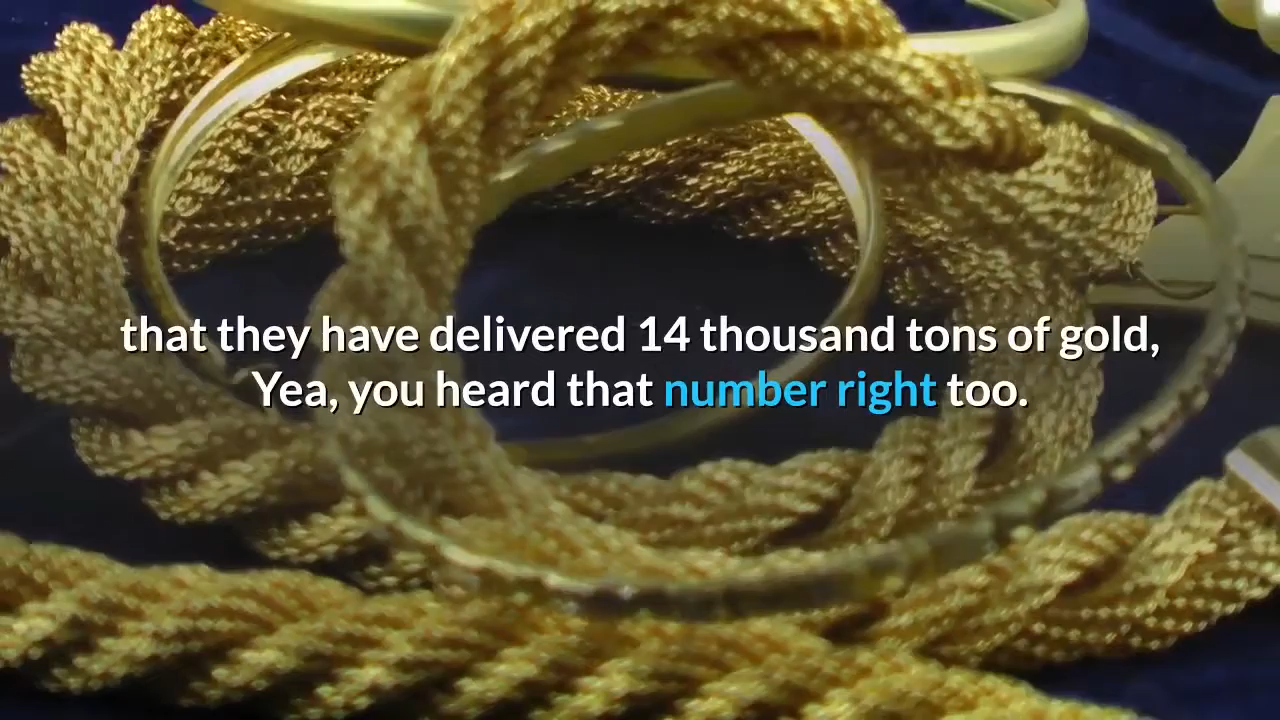 that they have delivered 14 thousand tons of gold,
Yea, you heard that number right too.